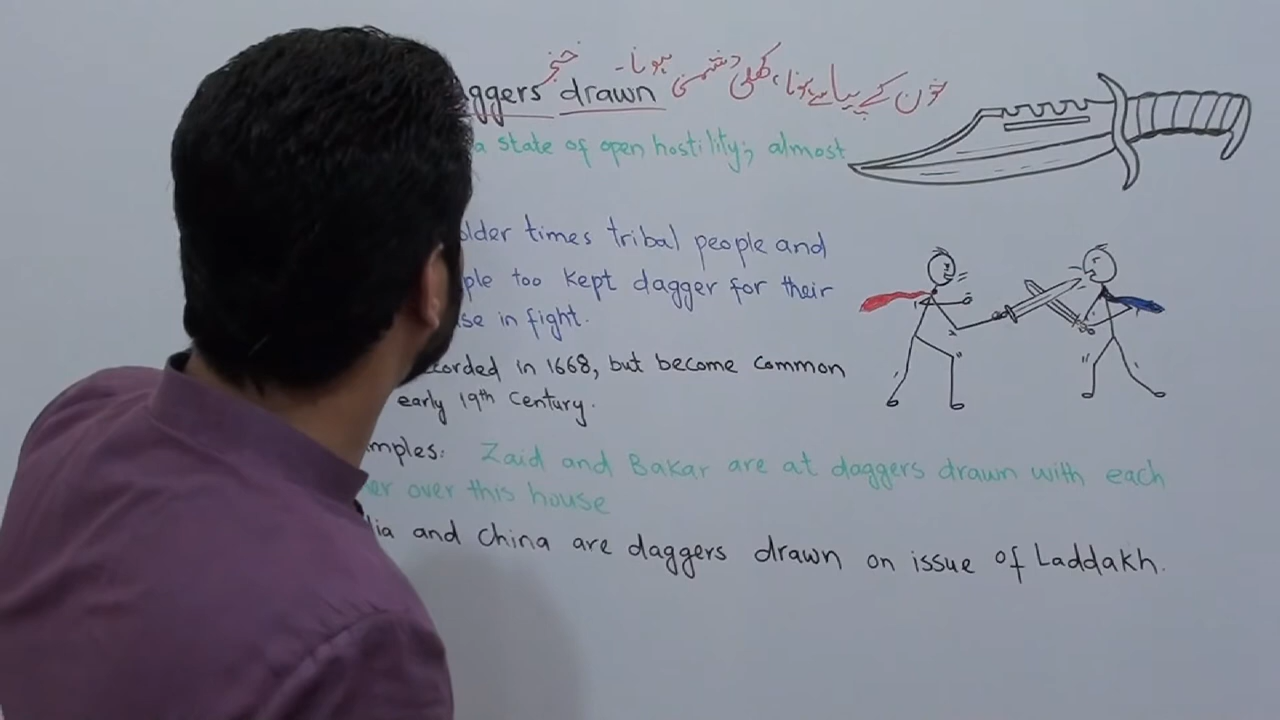 خون کے پیاسے ہونا، کھلی دشمنی ہونا۔ خنجر
ggers drawn
a state of open hostility; almost
older times tribal people and
ple too kept dagger for their
se in fight.
corded in 1668, but become common
early 19th Century.
mples: Zaid and Bakar are at daggers drawn with each
her over this house
dia and China are daggers drawn on issue of Laddakh.